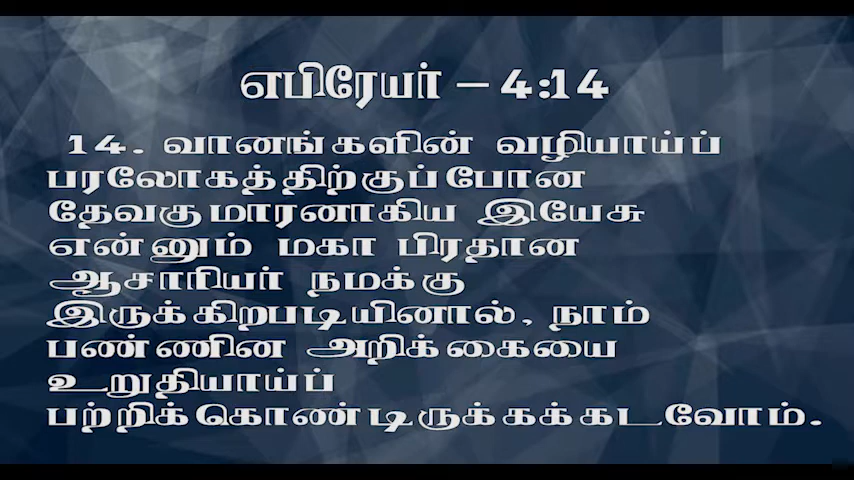 எபிரேயர் – 4:14
14. வானங்களின் வழியாய்ப்
பரலோகத்திற்குப்போன
தேவகுமாரனாகிய இயேசு
என்னும் மகா பிரதான
ஆசாரியர் நமக்கு
இருக்கிறபடியினால், நாம்
பண்ணின அறிக்கையை
உறுதியாய்ப்
பற்றிக்கொண்டிருக்கக்கடவோம்.